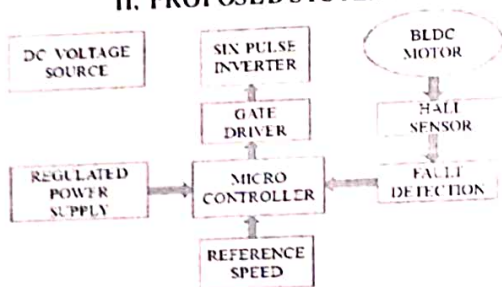 II. PROPOSED SYSTEM
DC VOLTAGE
SOURCE
SIX PULSE
INVERTER
BLDC
MOTOR
GATE
DRIVER
HALL
SENSOR
REGULATED
POWER
SUPPLY
MICRO
CONTROLLER
FAULT
DETECTION
REFERENCE
SPEED